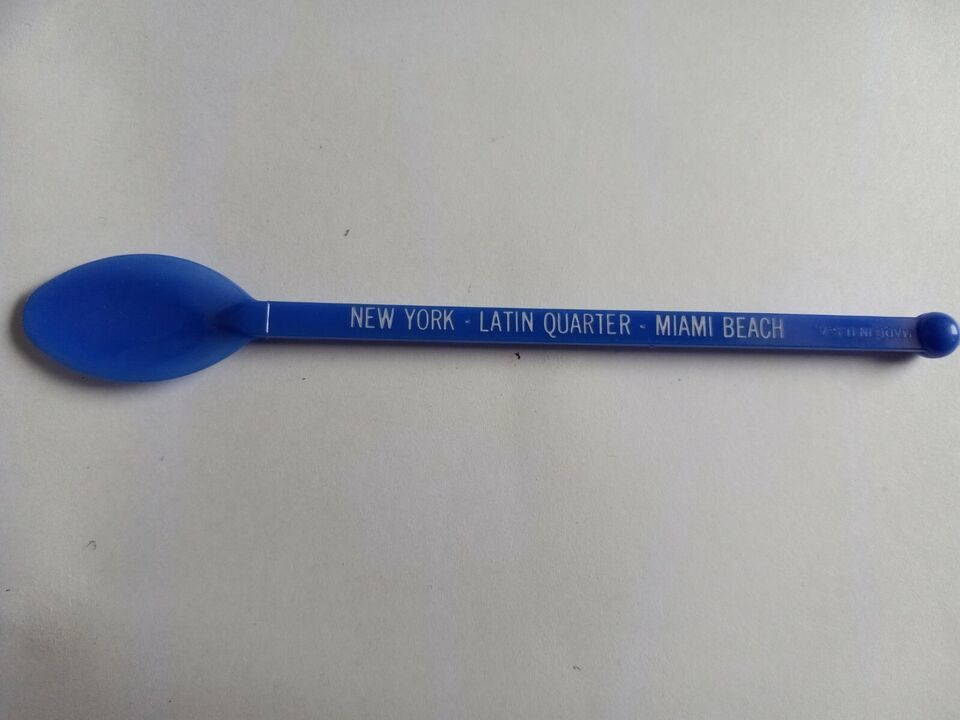 NEW YORK - LATIN QUARTER - MIAMI BEACH
MADE IN U.S.A.